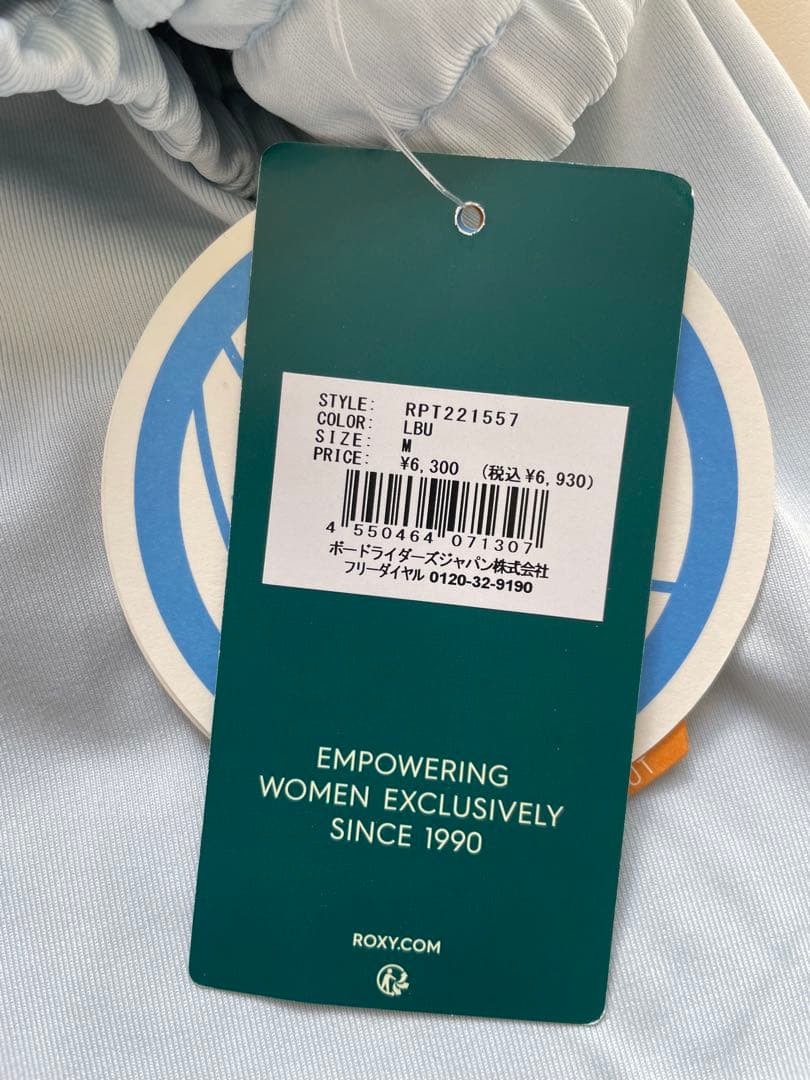 STYLE: RPT221557
COLOR: LBU
SIZE: M
PRICE: ¥6,300 (税込¥6,930)
4 550464 071307
ボードライダーズジャパン株式会社
フリーダイヤル 0120-32-9190
EMPOWERING
WOMEN EXCLUSIVELY
SINCE 1990
ROXY.COM